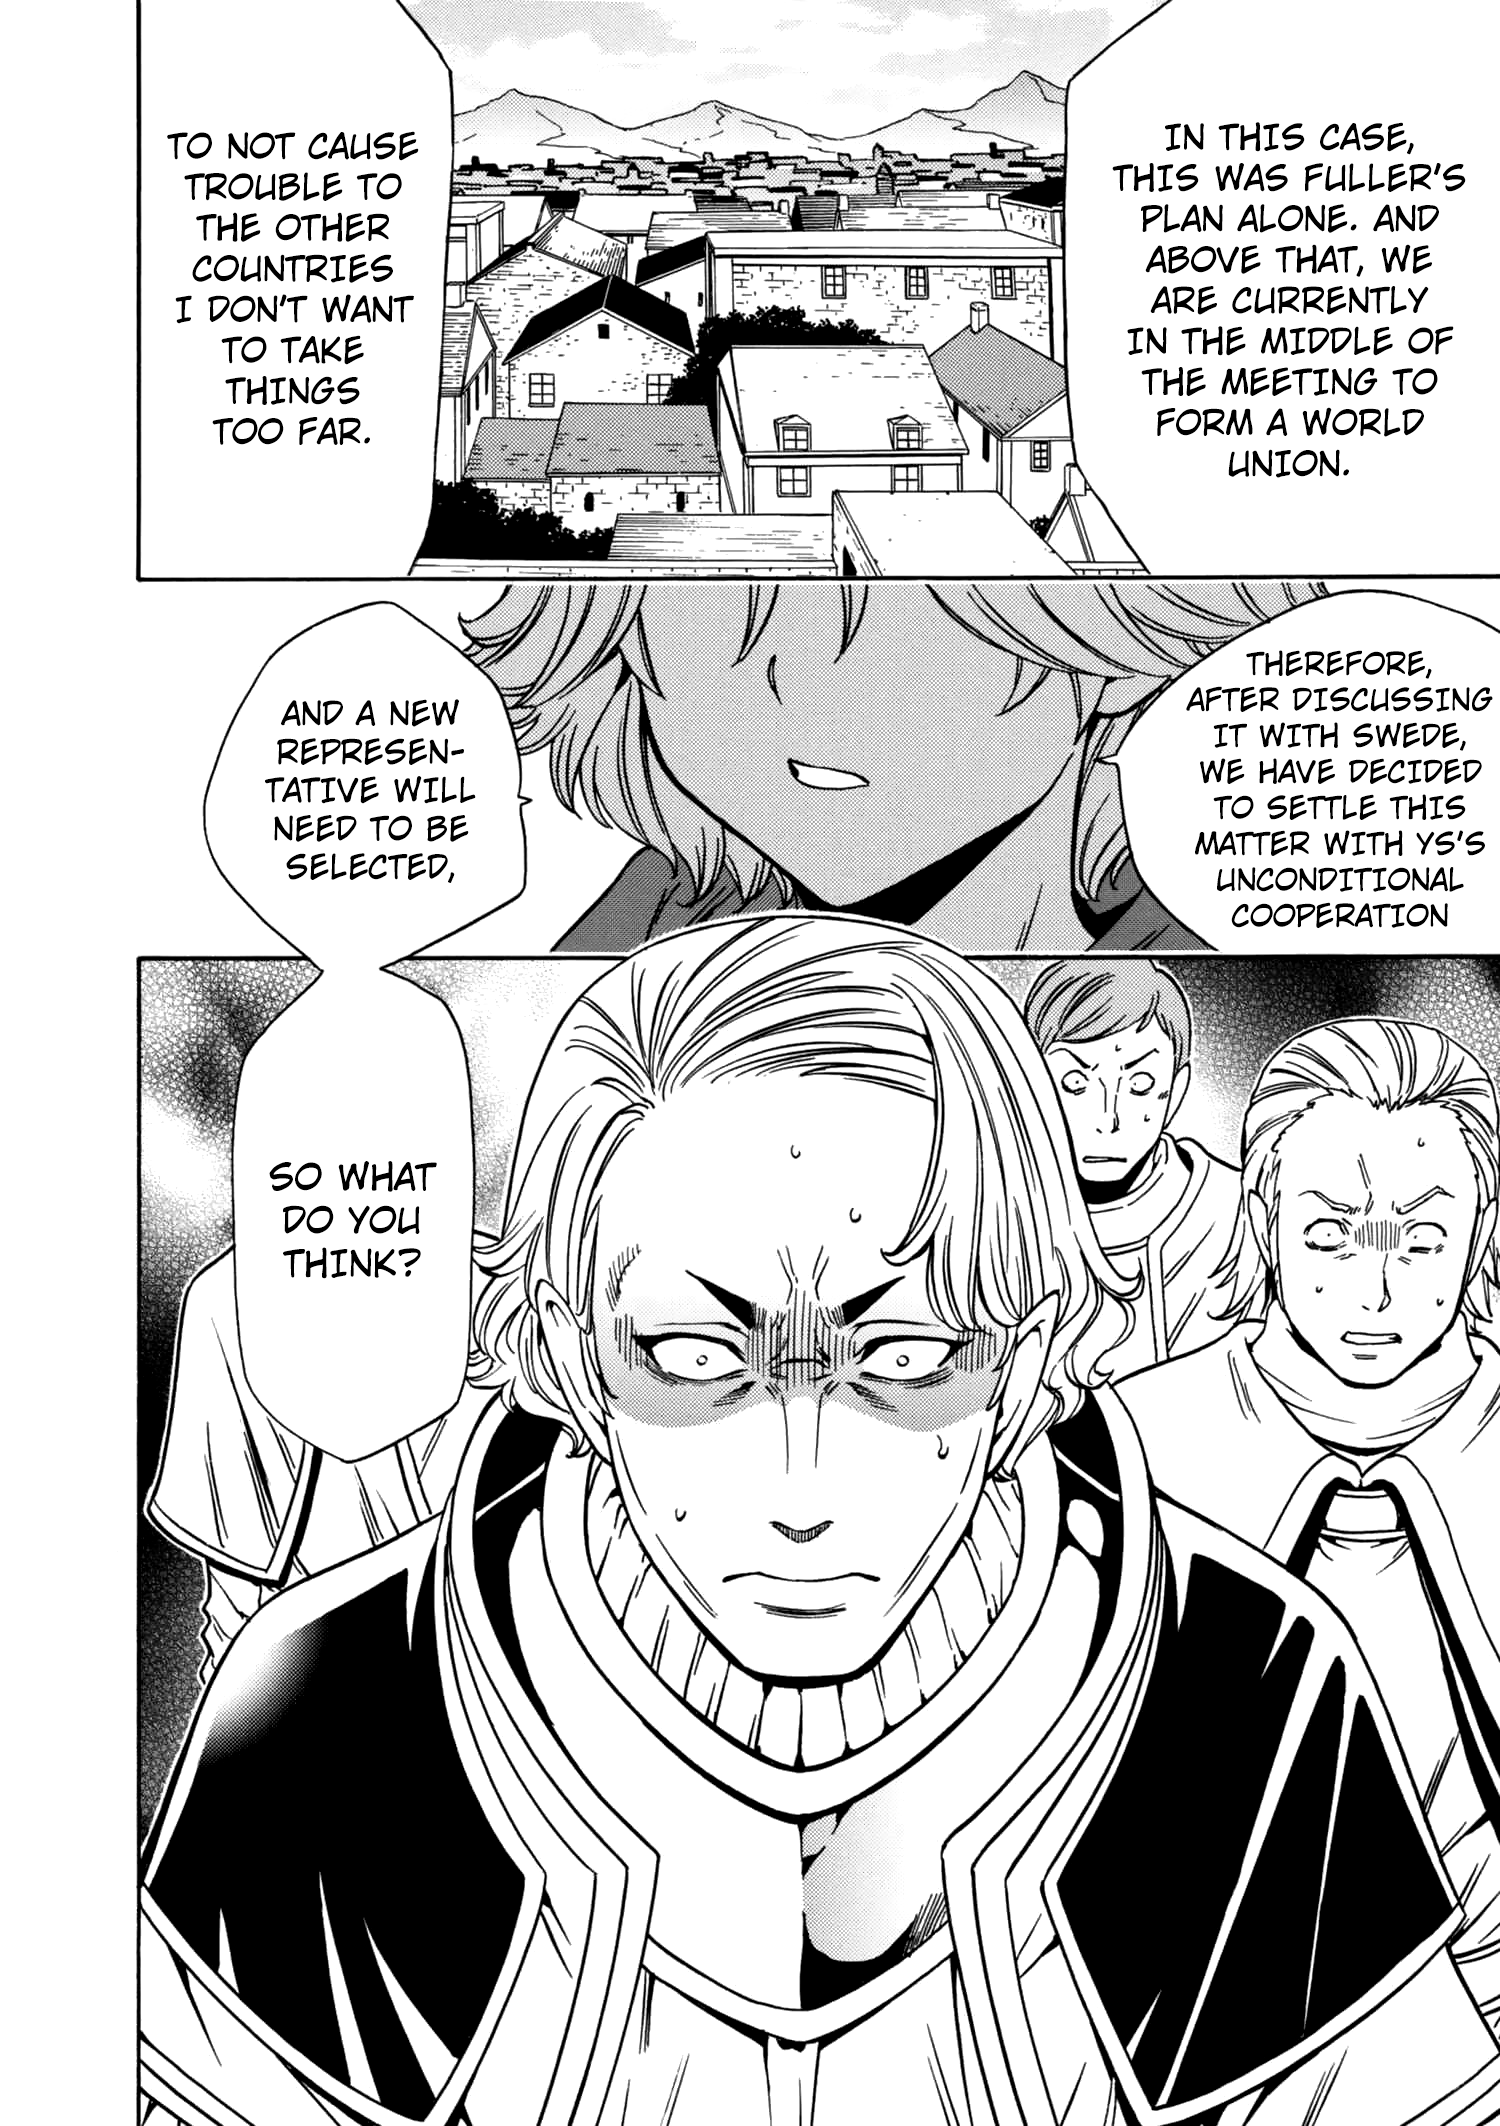 IN THIS CASE,
THIS WAS FULLER'S
PLAN ALONE. AND
ABOVE THAT, WE
ARE CURRENTLY
IN THE MIDDLE OF
THE MEETING TO
FORM A WORLD
UNION.
TO NOT CAUSE
TROUBLE TO
THE OTHER
COUNTRIES
I DON'T WANT
TO TAKE
THINGS
TOO FAR.
THEREFORE,
AFTER DISCUSSING
IT WITH SWEDE,
WE HAVE DECIDED
TO SETTLE THIS
MATTER WITH YS'S
UNCONDITIONAL
COOPERATION
AND A NEW
REPRESEN-
TATIVE WILL
NEED TO BE
SELECTED,
SO WHAT
DO YOU
THINK?